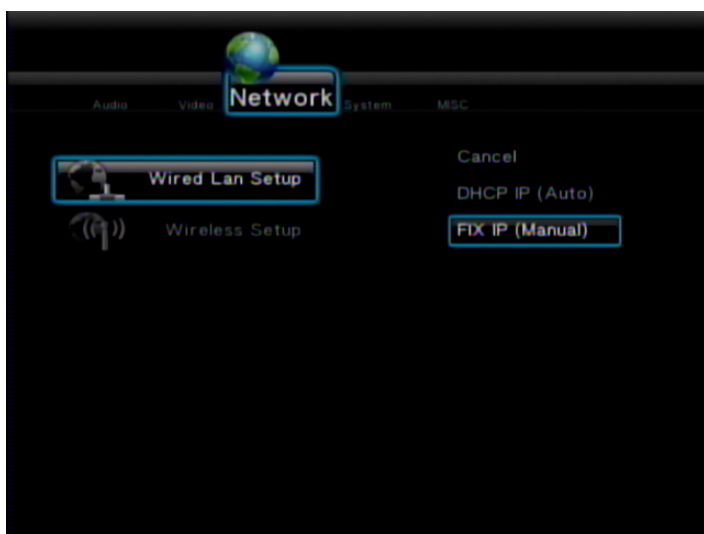 Audio Video Network System MISC
Cancel
Wired Lan Setup
DHCP IP (Auto)
Wireless Setup
FIX IP (Manual)